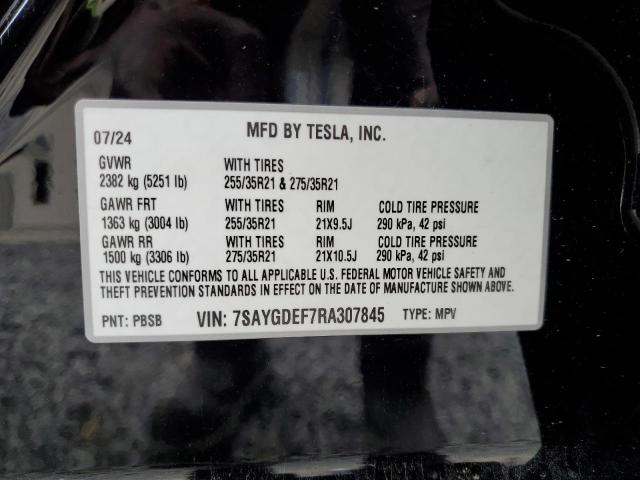 07/24 MFD BY TESLA, INC.
GVWR WITH TIRES
2382 kg (5251 lb) 255/35R21 & 275/35R21
GAWR FRT WITH TIRES RIM COLD TIRE PRESSURE
1363 kg (3004 lb) 255/35R21 21X9.5J 290 kPa, 42 psi
GAWR RR WITH TIRES RIM COLD TIRE PRESSURE
1500 kg (3306 lb) 275/35R21 21X10.5J 290 kPa, 42 psi
THIS VEHICLE CONFORMS TO ALL APPLICABLE U.S. FEDERAL MOTOR VEHICLE SAFETY AND
THEFT PREVENTION STANDARDS IN EFFECT ON THE DATE OF MANUFACTURE SHOWN ABOVE.
PNT: PBSB VIN: 7SAYGDEF7RA307845 TYPE: MPV